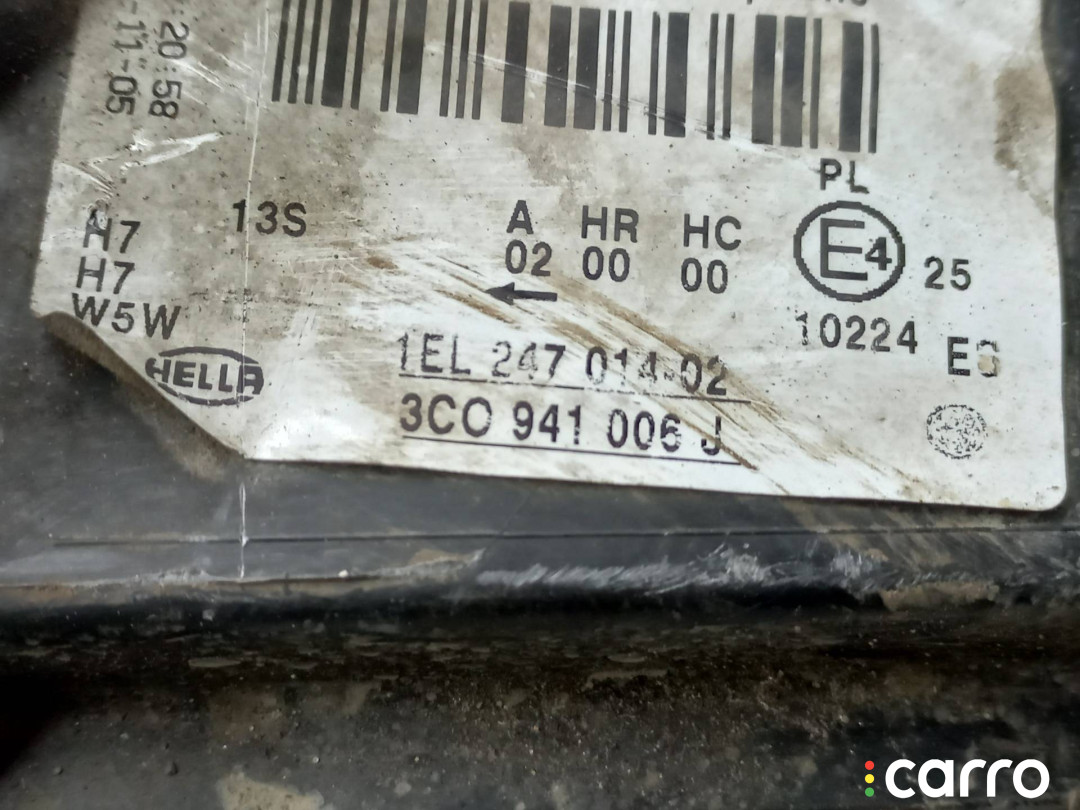 20:58
-11-05
PL
H7
13S
A HR HC
02 00 00
E4 25
H7
W5W
10224
HELLA
1EL 247 014-02
3C0 941 006 J
carro